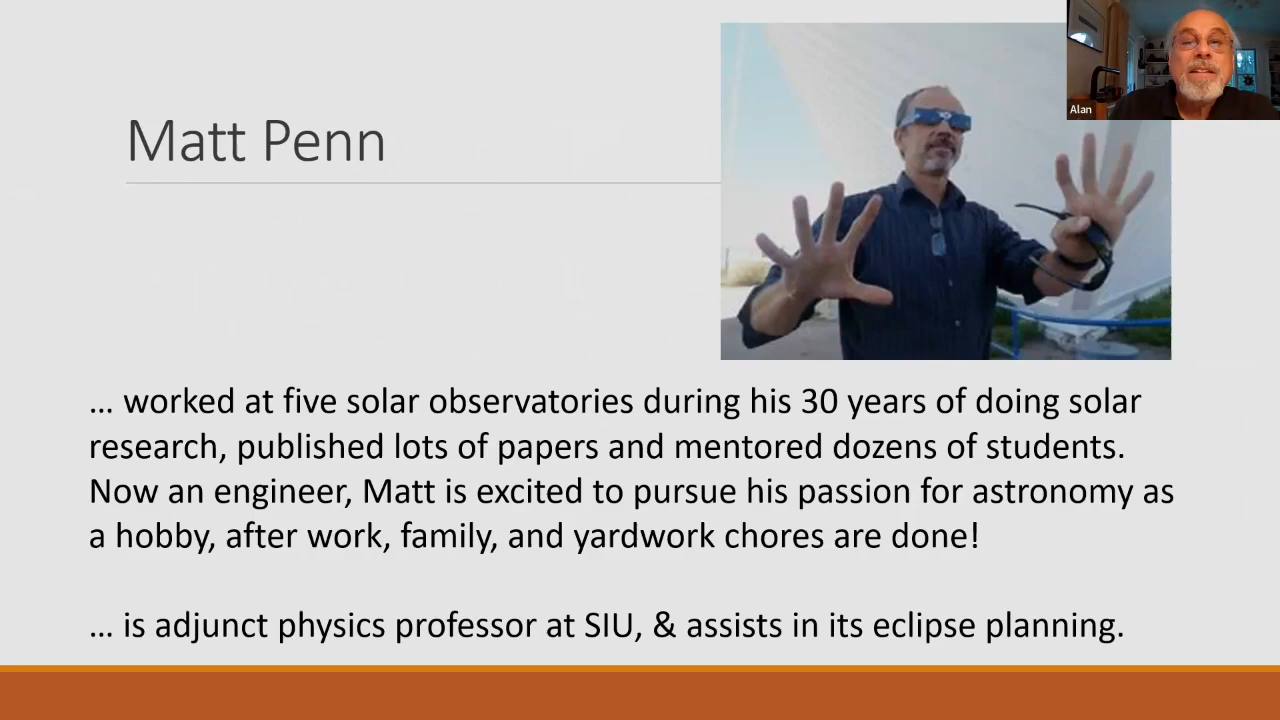 Alan
Matt Penn
… worked at five solar observatories during his 30 years of doing solar
research, published lots of papers and mentored dozens of students.
Now an engineer, Matt is excited to pursue his passion for astronomy as
a hobby, after work, family, and yardwork chores are done!
… is adjunct physics professor at SIU, & assists in its eclipse planning.